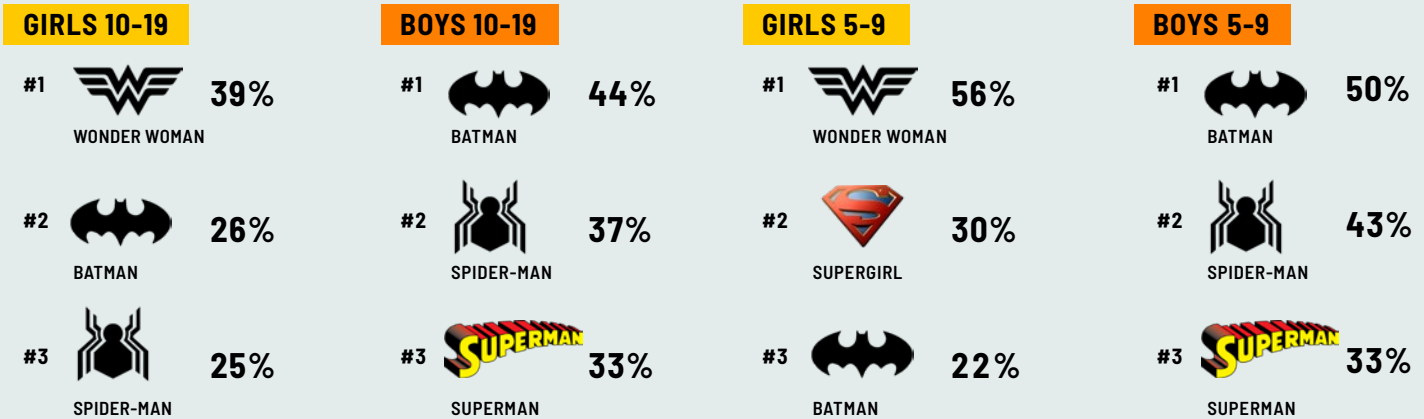 GIRLS 10-19
#1 39%
WONDER WOMAN
#2 26%
BATMAN
#3 25%
SPIDER-MAN
BOYS 10-19
#1 44%
BATMAN
#2 37%
SPIDER-MAN
#3 SUPERMAN 33%
SUPERMAN
GIRLS 5-9
#1 56%
WONDER WOMAN
#2 30%
SUPERGIRL
#3 22%
BATMAN
BOYS 5-9
#1 50%
BATMAN
#2 43%
SPIDER-MAN
#3 SUPERMAN 33%
SUPERMAN